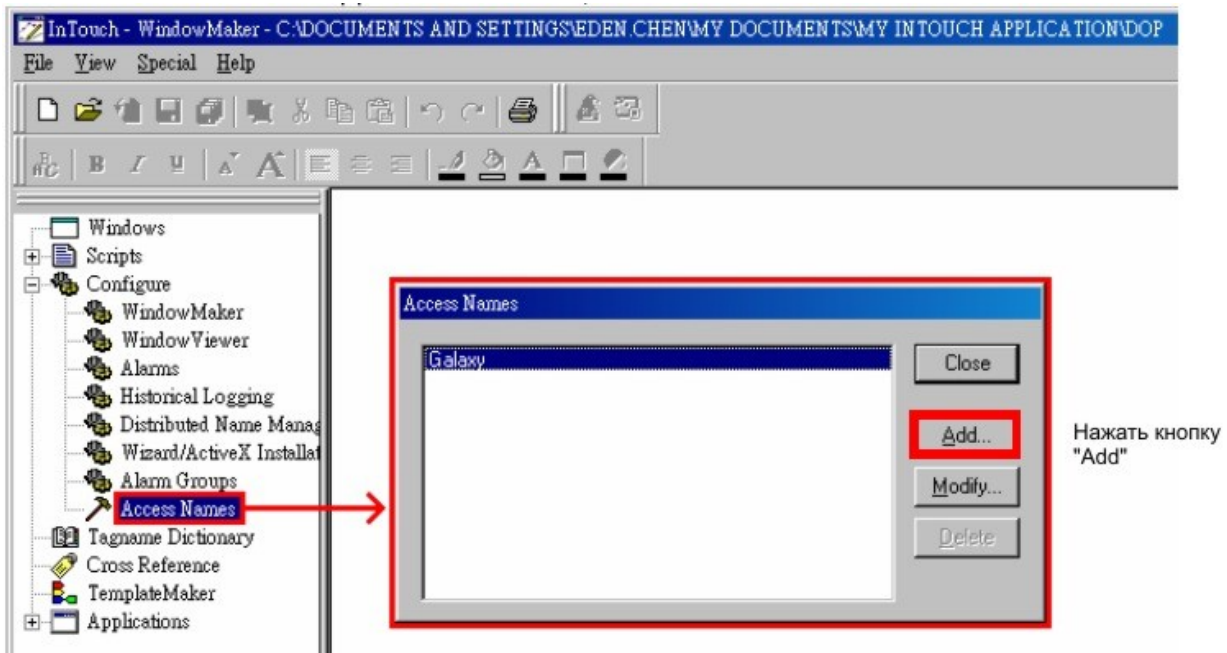 InTouch - WindowMaker - C:\DOCUMENTS AND SETTINGS\EDEN.CHEN\MY DOCUMENTS\MY INTOUCH APPLICATION\DOP
File View Special Help
Windows
Scripts
Configure
WindowMaker
WindowViewer
Alarms
Historical Logging
Distributed Name Manag
Wizard/ActiveX Installat
Alarm Groups
Access Names
Tagname Dictionary
Cross Reference
TemplateMaker
Applications
Access Names
Galaxy
Close
Add...
Modify...
Delete
Нажать кнопку
"Add"